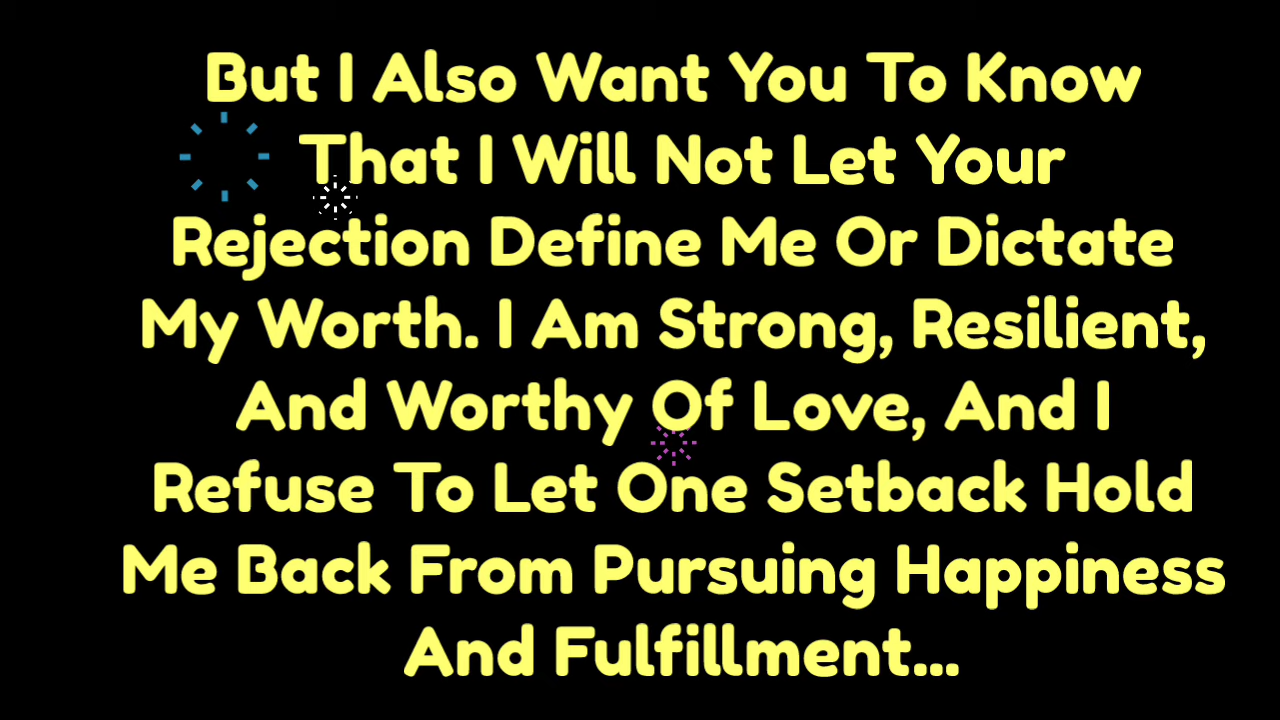 But I Also Want You To Know
That I Will Not Let Your
Rejection Define Me Or Dictate
My Worth. I Am Strong, Resilient,
And Worthy Of Love, And I
Refuse To Let One Setback Hold
Me Back From Pursuing Happiness
And Fulfillment...